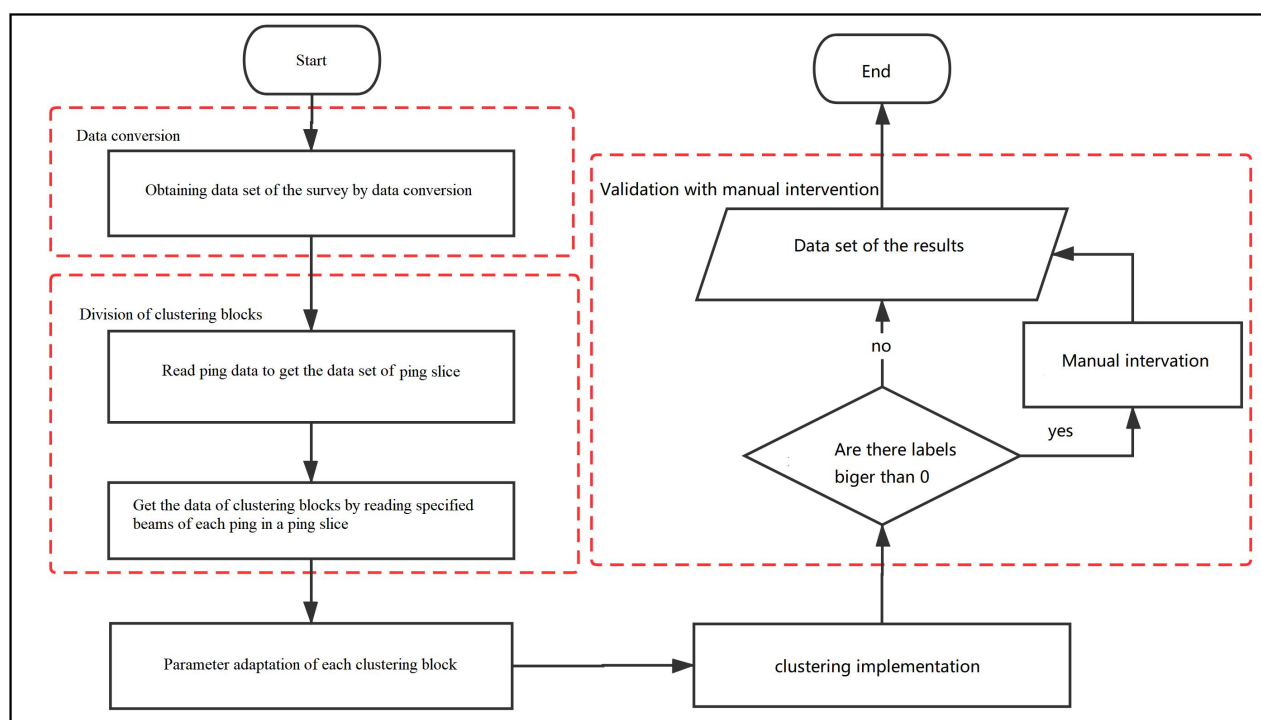 Start
Data conversion
Obtaining data set of the survey by data conversion
Division of clustering blocks
Read ping data to get the data set of ping slice
Get the data of clustering blocks by reading specified
beams of each ping in a ping slice
Parameter adaptation of each clustering block
clustering implementation
Are there labels
biger than 0
yes
no
Manual intervation
Data set of the results
Validation with manual intervention
End